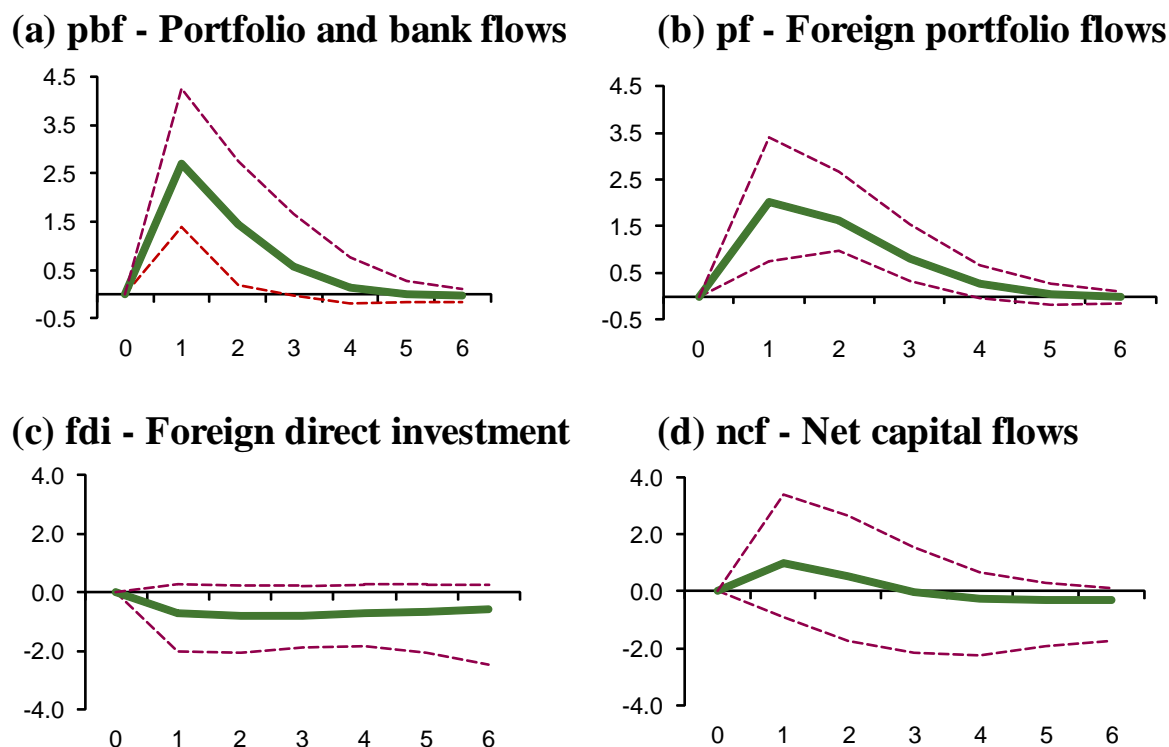 (a) pbf - Portfolio and bank flows
4.5
3.5
2.5
1.5
0.5
-0.5
0 1 2 3 4 5 6
(b) pf - Foreign portfolio flows
4.5
3.5
2.5
1.5
0.5
-0.5
0 1 2 3 4 5 6
(c) fdi - Foreign direct investment
4.0
2.0
0.0
-2.0
-4.0
0 1 2 3 4 5 6
(d) ncf - Net capital flows
4.0
2.0
0.0
-2.0
-4.0
0 1 2 3 4 5 6